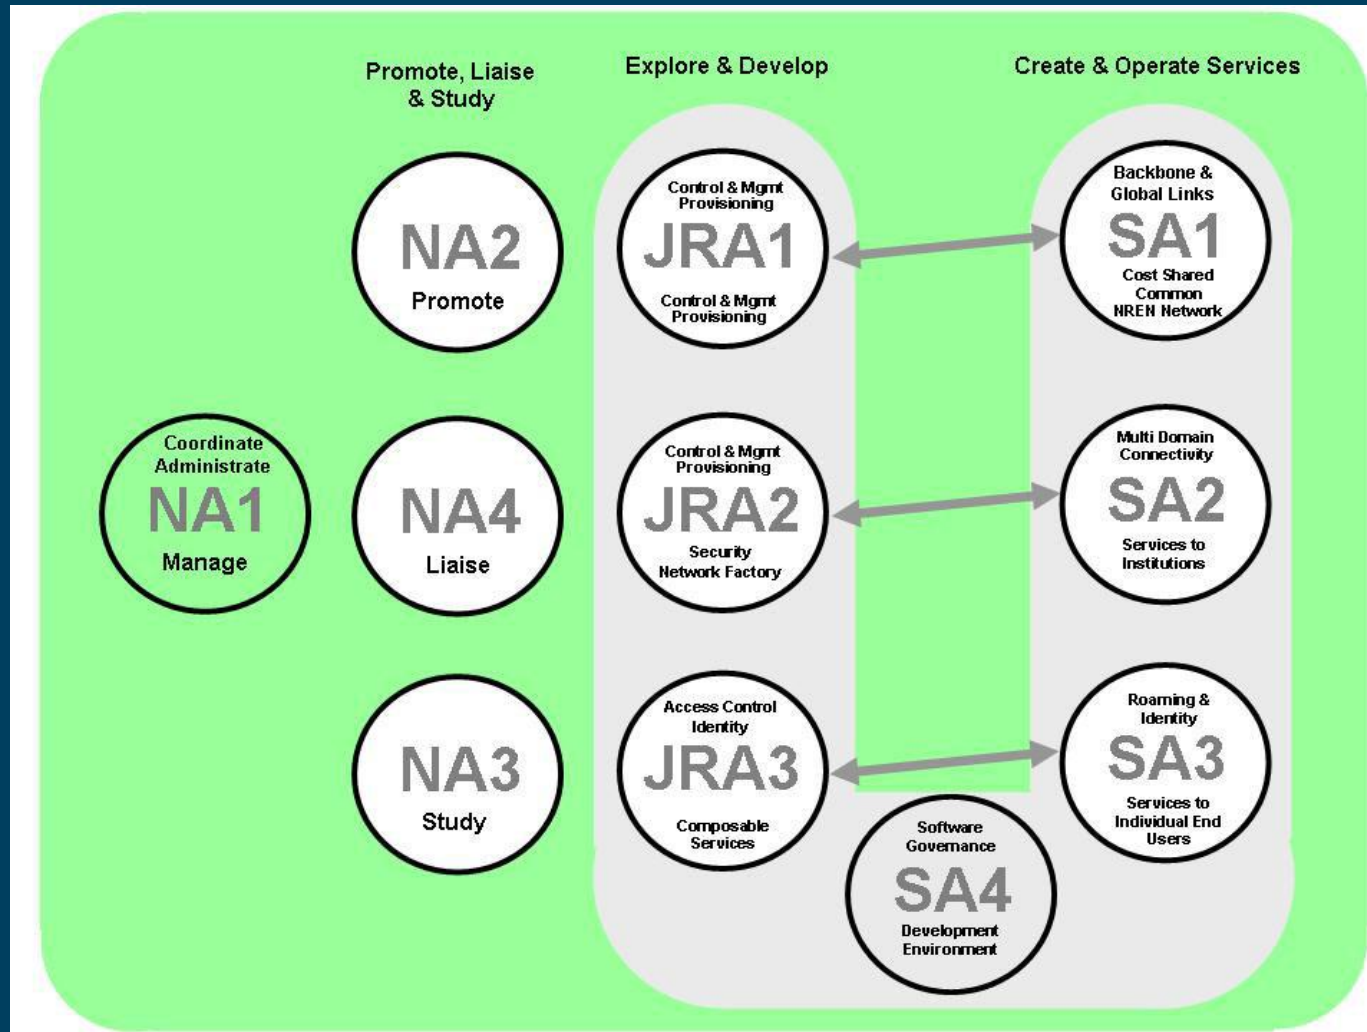 Promote, Liaise
& Study
Explore & Develop
Create & Operate Services
NA2
Promote
Control & Mgmt
Provisioning
JRA1
Control & Mgmt
Provisioning
Backbone &
Global Links
SA1
Cost Shared
Common
NREN Network
Coordinate
Administrate
NA1
Manage
NA4
Liaise
Control & Mgmt
Provisioning
JRA2
Security
Network Factory
Multi Domain
Connectivity
SA2
Services to
Institutions
NA3
Study
Access Control
Identity
JRA3
Composable
Services
Roaming &
Identity
SA3
Services to
Individual End
Users
Software
Governance
SA4
Development
Environment